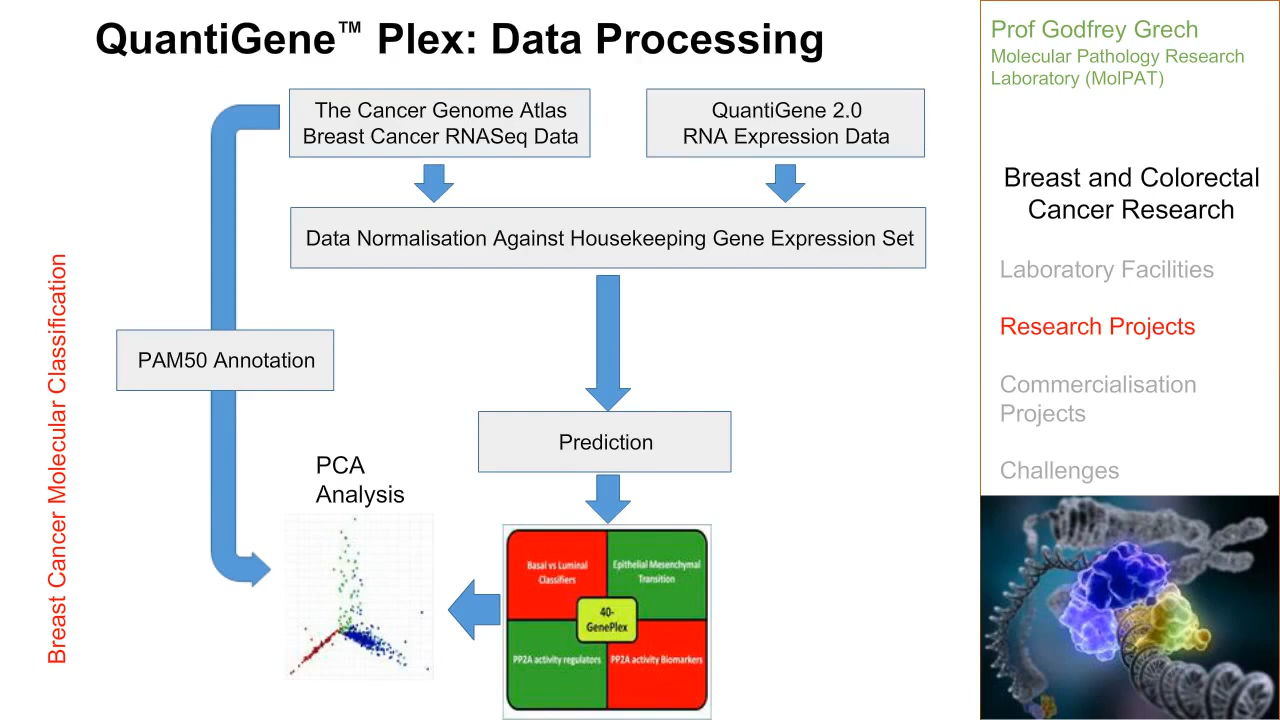 QuantiGene™ Plex: Data Processing
The Cancer Genome Atlas
Breast Cancer RNASeq Data
QuantiGene 2.0
RNA Expression Data
Data Normalisation Against Housekeeping Gene Expression Set
PAM50 Annotation
Prediction
PCA
Analysis
Basal vs Luminal
Classifiers
Epithelial Mesenchymal
Transition
40-
GenePlex
PP2A activity regulators
PP2A activity Biomarkers
Breast Cancer Molecular Classification
Prof Godfrey Grech
Molecular Pathology Research
Laboratory (MolPAT)
Breast and Colorectal
Cancer Research
Laboratory Facilities
Research Projects
Commercialisation
Projects
Challenges